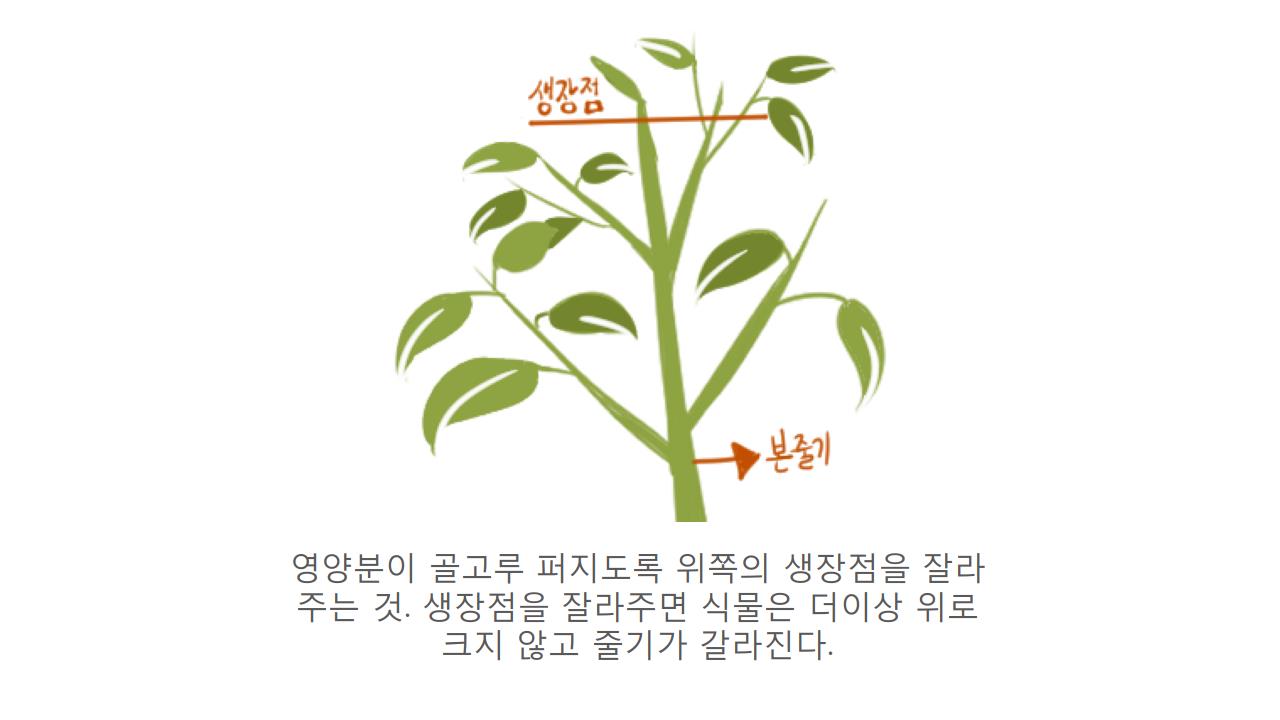 생장점
본줄기
영양분이 골고루 퍼지도록 위쪽의 생장점을 잘라
주는 것. 생장점을 잘라주면 식물은 더이상 위로
크지 않고 줄기가 갈라진다.